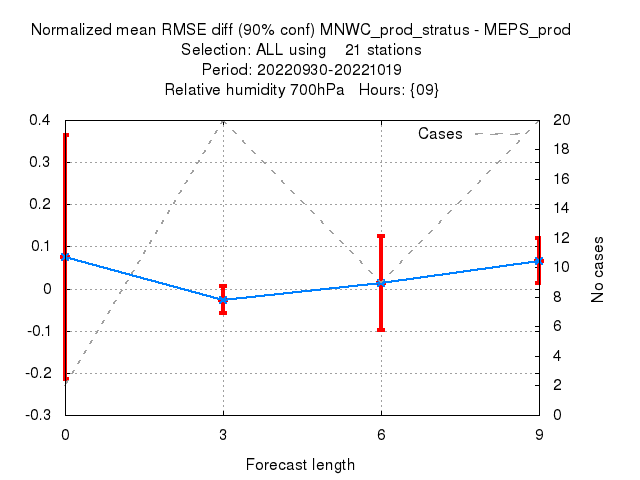 Normalized mean RMSE diff (90% conf) MNWC_prod_stratus - MEPS_prod
Selection: ALL using 21 stations
Period: 20220930-20221019
Relative humidity 700hPa Hours: {09}
Cases
0.4
0.3
0.2
0.1
0
-0.1
-0.2
-0.3
20
18
16
14
12
10
8
6
4
2
0
No cases
0 3 6 9
Forecast length